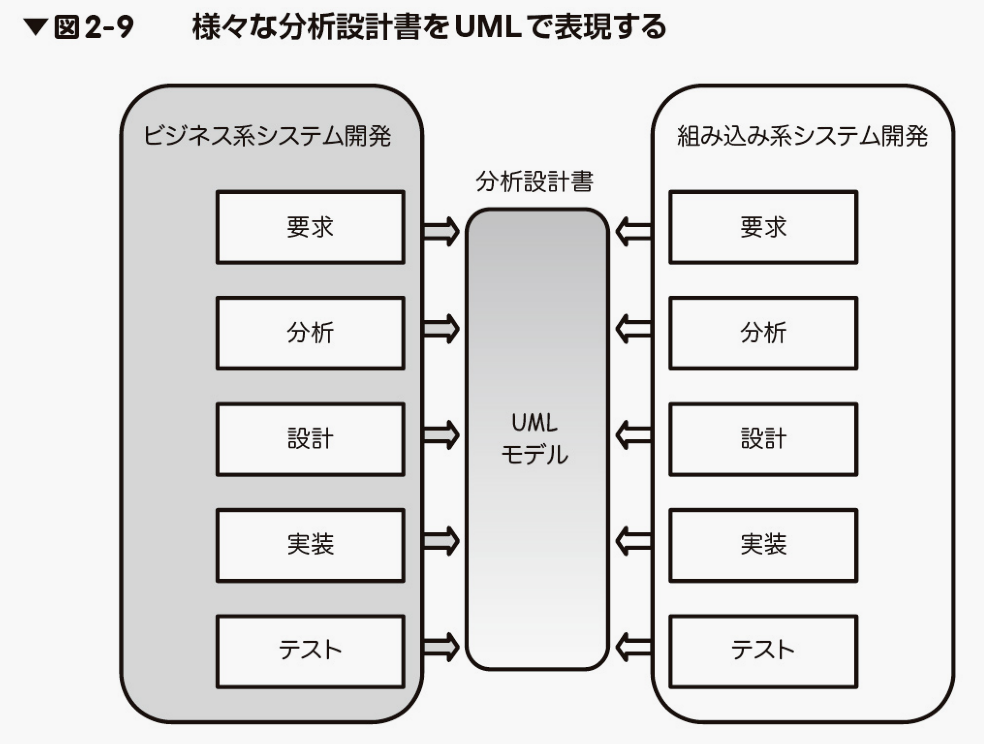 ▼図2-9 様々な分析設計書をUMLで表現する
ビジネス系システム開発
要求
分析
設計
実装
テスト
分析設計書
UML
モデル
組み込み系システム開発
要求
分析
設計
実装
テスト